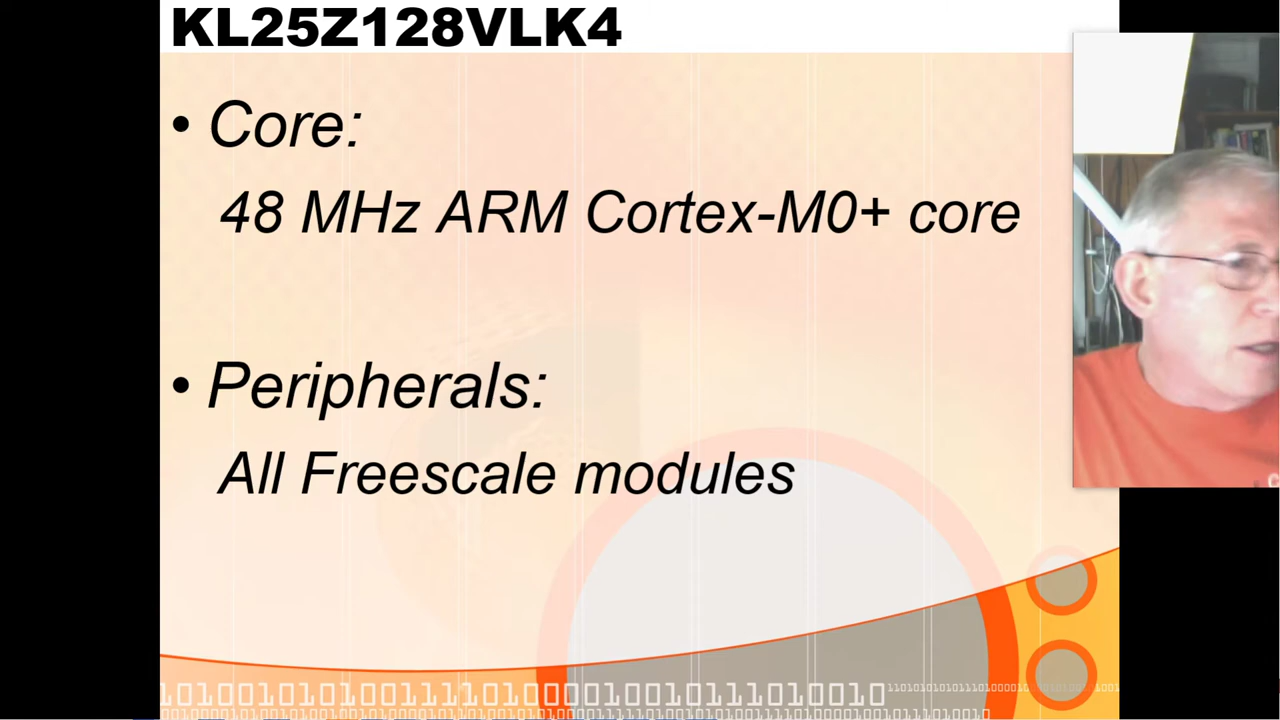 KL25Z128VLK4
• Core:
48 MHz ARM Cortex-M0+ core
• Peripherals:
All Freescale modules